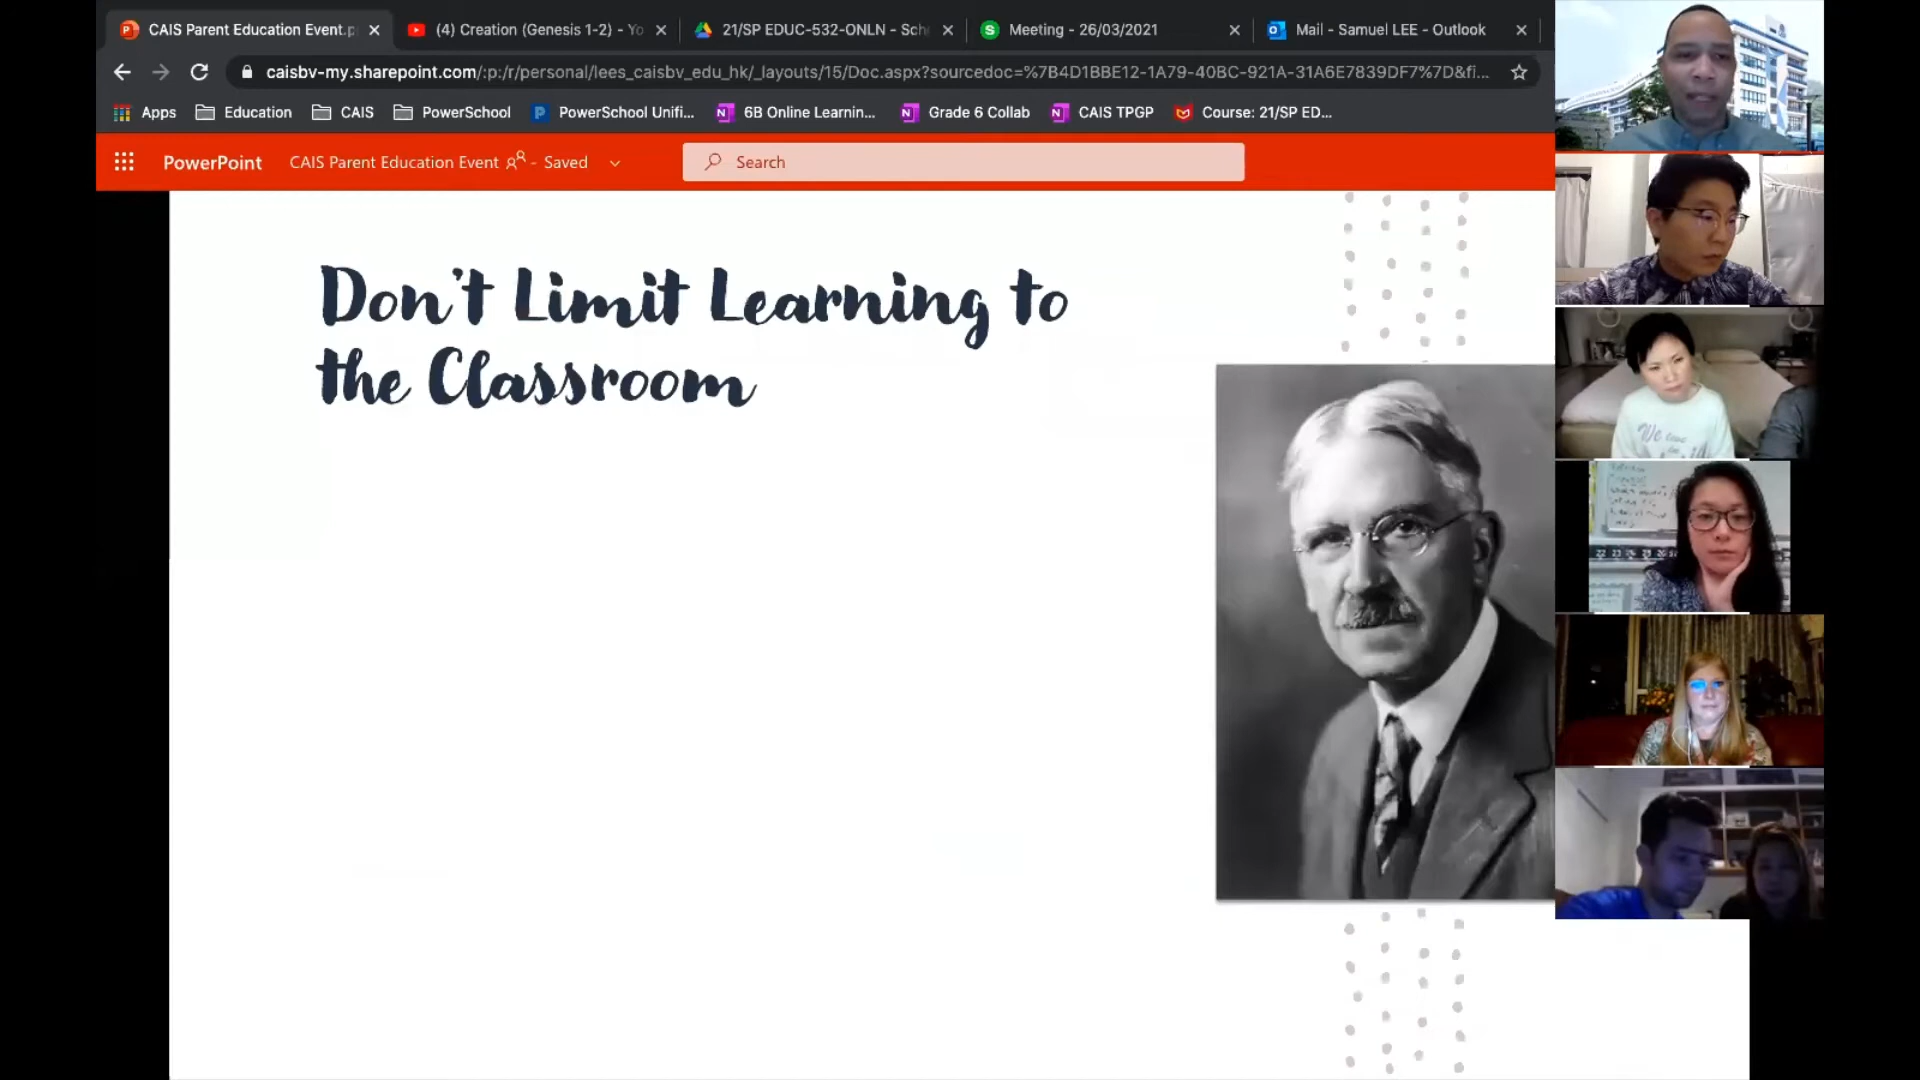 CAIS Parent Education Event.p
(4) Creation (Genesis 1-2) - Yo
21/SP EDUC-532-ONLN - Sch
Meeting - 26/03/2021
Mail - Samuel LEE - Outlook
caisbv-my.sharepoint.com/:p:/r/personal/lees_caisbv_edu_hk/_layouts/15/Doc.aspx?sourcedoc=%7B4D1BBE12-1A79-40BC-921A-31A6E7839DF7%7D&fi...
Apps
Education
CAIS
PowerSchool
PowerSchool Unifi...
6B Online Learnin...
Grade 6 Collab
CAIS TPGP
Course: 21/SP ED...
PowerPoint
CAIS Parent Education Event - Saved
Search
Don't Limit Learning to
the Classroom
We